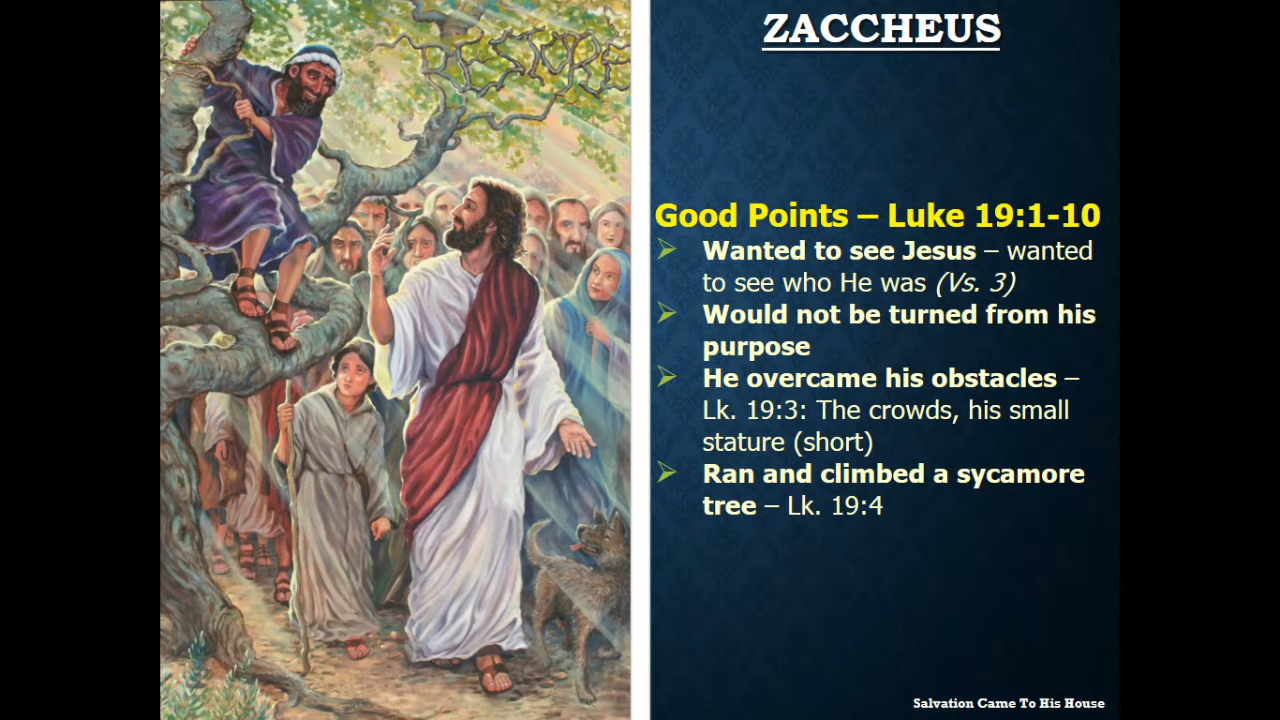 RESTORE
ZACCHEUS
Good Points – Luke 19:1-10
Wanted to see Jesus – wanted
to see who He was (Vs. 3)
Would not be turned from his
purpose
He overcame his obstacles –
Lk. 19:3: The crowds, his small
stature (short)
Ran and climbed a sycamore
tree – Lk. 19:4
Salvation Came To His House